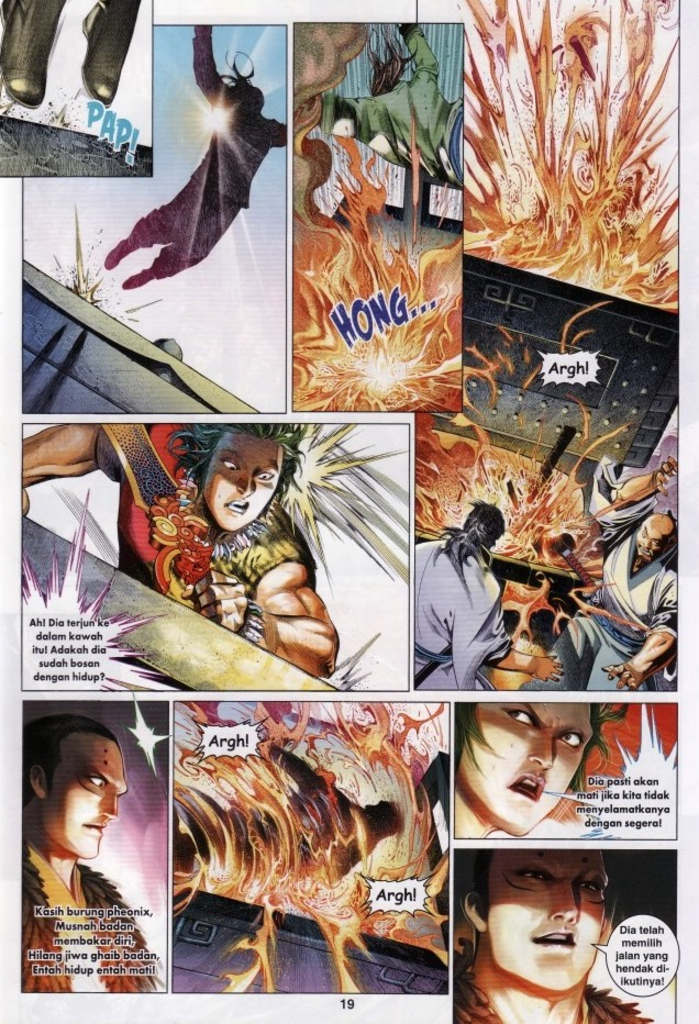 PAP!
HONG...
Argh!
Ah! Dia terjun ke
dalam kawah
itu! Adakah dia
sudah bosan
dengan hidup?
Kasih burung pheonix,
Musnah badan
membakar diri,
Hilang jiwa ghaib badan,
Entah hidup entah mati!
Argh!
Argh!
Dia pasti akan
mati jika kita tidak
menyelamatkanya
dengan segera!
Dia telah
memilih
jalan yang
hendak di-
ikutinya!
19